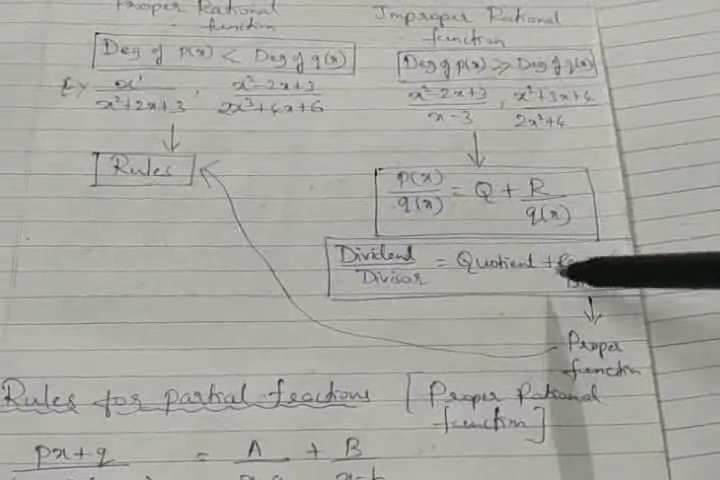 Proper Rational function
Improper Rational function
Deg of p(x) < Deg of q(x)
Deg of p(x) ⩾ Deg of q(x)
x¹/x²+2x+3 , x²-2x+3/2x³+4x+6
x²-2x+3/x-3 , x²+3x+4/2x²+4
Rules
p(x)/q(x) = Q + R/q(x)
Dividend/Divisor = Quotient +
Proper function
Rules for partial fractions [Proper Rational function]
px+q = A + B